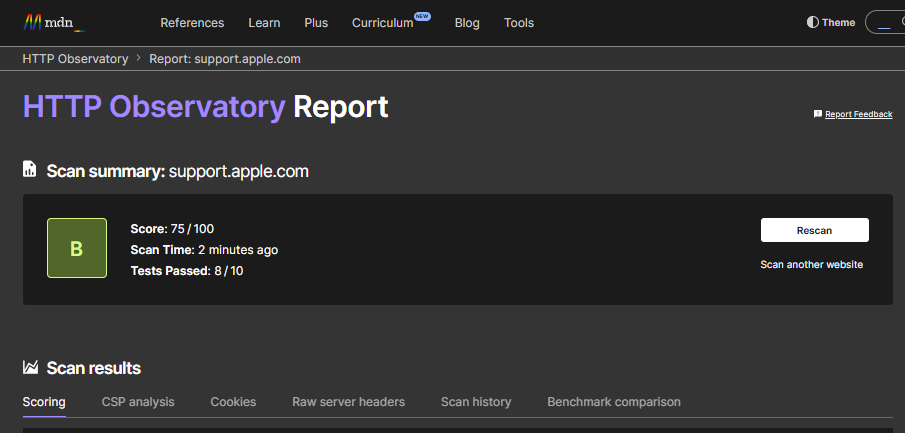 mdn_ References Learn Plus Curriculum NEW Blog Tools Theme
HTTP Observatory > Report: support.apple.com
HTTP Observatory Report
Report Feedback
Scan summary: support.apple.com
B
Score: 75 / 100
Scan Time: 2 minutes ago
Tests Passed: 8 / 10
Rescan
Scan another website
Scan results
Scoring CSP analysis Cookies Raw server headers Scan history Benchmark comparison